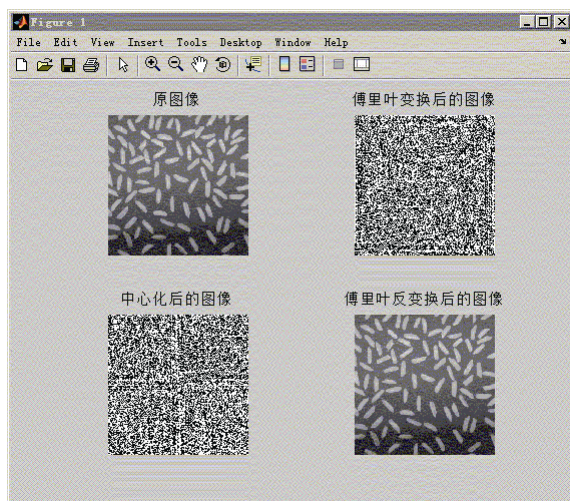 Figure 1
File Edit View Insert Tools Desktop Window Help
原图像
傅里叶变换后的图像
中心化后的图像
傅里叶反变换后的图像